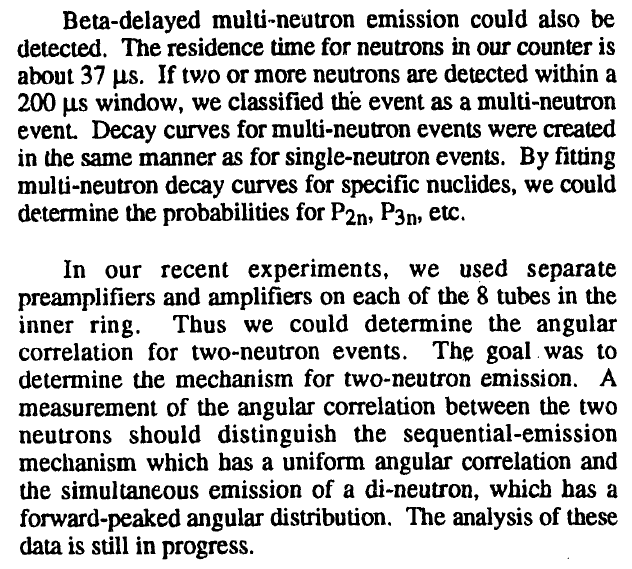 Beta-delayed multi-neutron emission could also be
detected. The residence time for neutrons in our counter is
about 37 µs. If two or more neutrons are detected within a
200 µs window, we classified the event as a multi-neutron
event. Decay curves for multi-neutron events were created
in the same manner as for single-neutron events. By fitting
multi-neutron decay curves for specific nuclides, we could
determine the probabilities for P2n, P3n, etc.
In our recent experiments, we used separate
preamplifiers and amplifiers on each of the 8 tubes in the
inner ring. Thus we could determine the angular
correlation for two-neutron events. The goal was to
determine the mechanism for two-neutron emission. A
measurement of the angular correlation between the two
neutrons should distinguish the sequential-emission
mechanism which has a uniform angular correlation and
the simultaneous emission of a di-neutron, which has a
forward-peaked angular distribution. The analysis of these
data is still in progress.